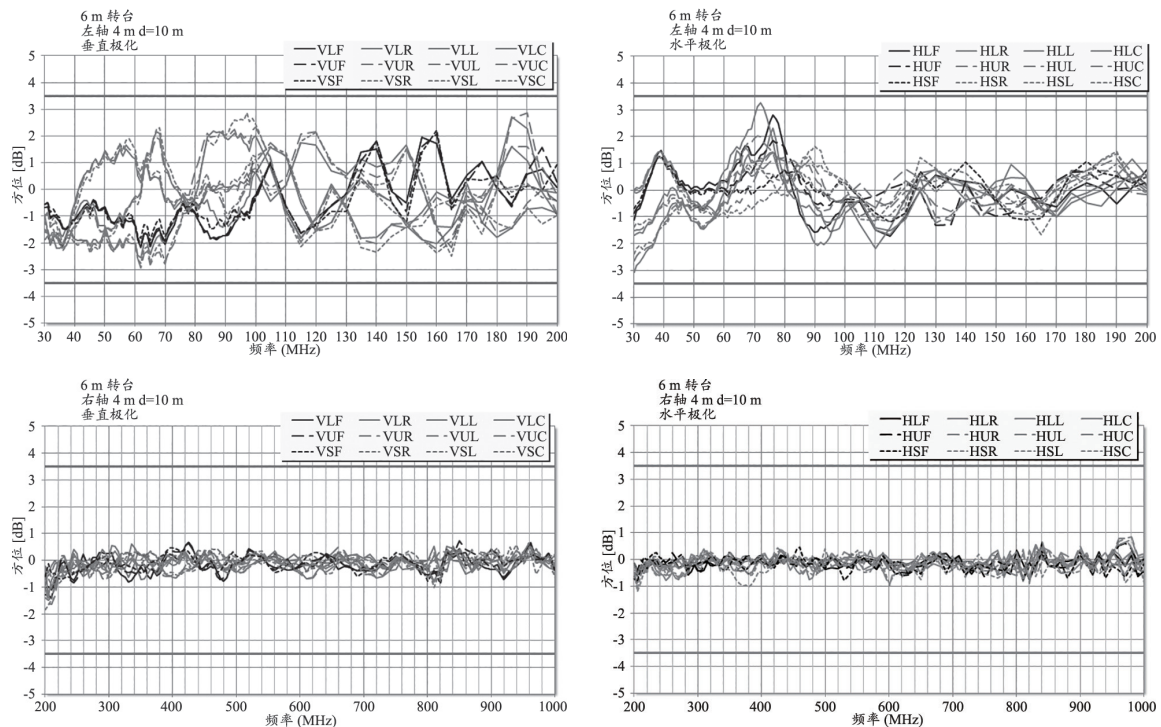 6 m 转台
左轴 4 m d=10 m
垂直极化
VLF VLR VLL VLC
VUF VUR VUL VUC
VSF VSR VSL VSC
方位 [dB]
5
4
3
2
1
0
-1
-2
-3
-4
-5
30 40 50 60 70 80 90 100 110 120 130 140 150 160 170 180 190 200
频率 (MHz)
6 m 转台
左轴 4 m d=10 m
水平极化
HLF HLR HLL HLC
HUF HUR HUL HUC
HSF HSR HSL HSC
方位 [dB]
5
4
3
2
1
0
-1
-2
-3
-4
-5
30 40 50 60 70 80 90 100 110 120 130 140 150 160 170 180 190 200
频率 (MHz)
6 m 转台
右轴 4 m d=10 m
垂直极化
VLF VLR VLL VLC
VUF VUR VUL VUC
VSF VSR VSL VSC
方位 [dB]
5
4
3
2
1
0
-1
-2
-3
-4
-5
200 300 400 500 600 700 800 900 1000
频率 (MHz)
6 m 转台
右轴 4 m d=10 m
水平极化
HLF HLR HLL HLC
HUF HUR HUL HUC
HSF HSR HSL HSC
方位 [dB]
5
4
3
2
1
0
-1
-2
-3
-4
-5
200 300 400 500 600 700 800 900 1000
频率 (MHz)